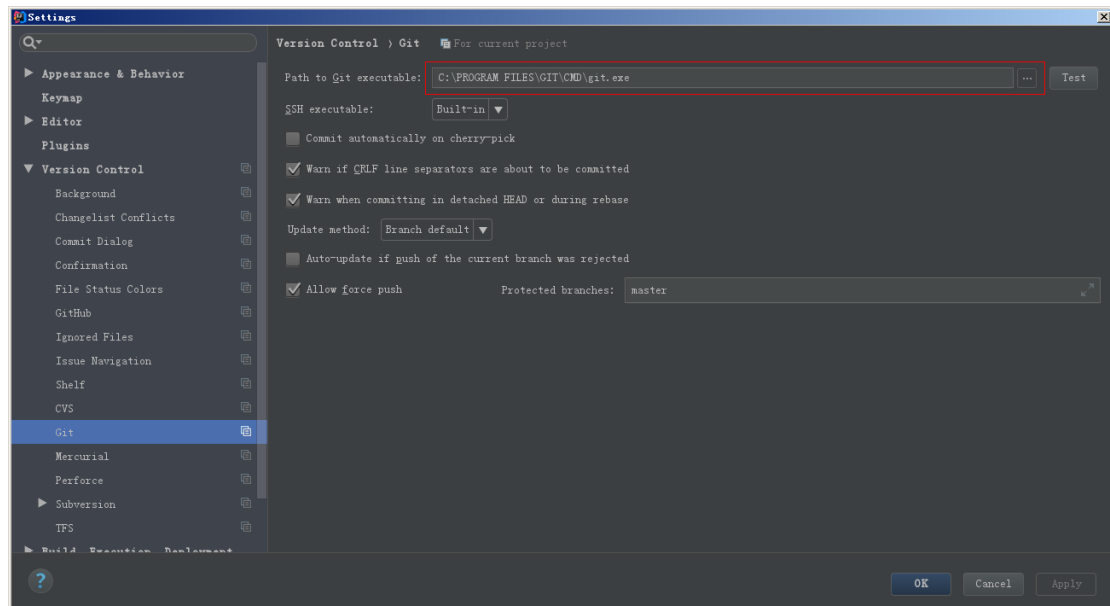 Settings
Version Control › Git For current project
Appearance & Behavior
Keymap
Editor
Plugins
Version Control
Background
Changelist Conflicts
Commit Dialog
Confirmation
File Status Colors
GitHub
Ignored Files
Issue Navigation
Shelf
CVS
Git
Mercurial
Perforce
Subversion
TFS
Build, Execution, Deployment
Path to Git executable: C:\PROGRAM FILES\GIT\CMD\git.exe ... Test
SSH executable: Built-in
Commit automatically on cherry-pick
Warn if CRLF line separators are about to be committed
Warn when committing in detached HEAD or during rebase
Update method: Branch default
Auto-update if push of the current branch was rejected
Allow force push Protected branches: master
? OK Cancel Apply